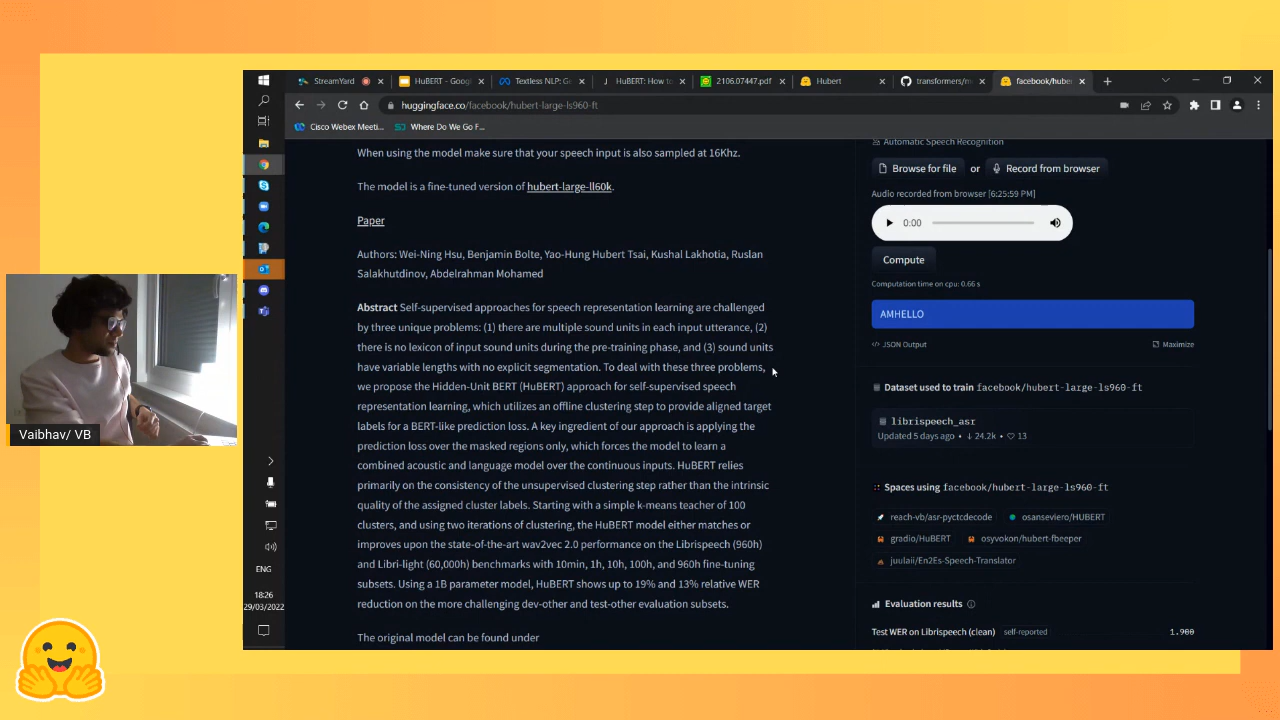 StreamYard
HuBERT - Goog
Textless NLP: Ge
HuBERT: How to
2106.07447.pdf
Hubert
transformers/m
facebook/hube
huggingface.co/facebook/hubert-large-ls960-ft
Cisco Webex Meeti...
Where Do We Go F...
When using the model make sure that your speech input is also sampled at 16Khz.
The model is a fine-tuned version of hubert-large-ll60k.
Paper
Authors: Wei-Ning Hsu, Benjamin Bolte, Yao-Hung Hubert Tsai, Kushal Lakhotia, Ruslan
Salakhutdinov, Abdelrahman Mohamed
Abstract Self-supervised approaches for speech representation learning are challenged
by three unique problems: (1) there are multiple sound units in each input utterance, (2)
there is no lexicon of input sound units during the pre-training phase, and (3) sound units
have variable lengths with no explicit segmentation. To deal with these three problems,
we propose the Hidden-Unit BERT (HuBERT) approach for self-supervised speech
representation learning, which utilizes an offline clustering step to provide aligned target
labels for a BERT-like prediction loss. A key ingredient of our approach is applying the
prediction loss over the masked regions only, which forces the model to learn a
combined acoustic and language model over the continuous inputs. HuBERT relies
primarily on the consistency of the unsupervised clustering step rather than the intrinsic
quality of the assigned cluster labels. Starting with a simple k-means teacher of 100
clusters, and using two iterations of clustering, the HuBERT model either matches or
improves upon the state-of-the-art wav2vec 2.0 performance on the Librispeech (960h)
and Libri-light (60,000h) benchmarks with 10min, 1h, 10h, 100h, and 960h fine-tuning
subsets. Using a 1B parameter model, HuBERT shows up to 19% and 13% relative WER
reduction on the more challenging dev-other and test-other evaluation subsets.
The original model can be found under
Automatic Speech Recognition
Browse for file or Record from browser
Audio recorded from browser [6:25:59 PM]
0:00
Compute
Computation time on cpu: 0.66 s
AMHELLO
</> JSON Output
Maximize
Dataset used to train facebook/hubert-large-ls960-ft
librispeech_asr
Updated 5 days ago • ↓ 24.2k • ♡ 13
Spaces using facebook/hubert-large-ls960-ft
reach-vb/asr-pyctcdecode
osanseviero/HUBERT
gradio/HuBERT
osyvokon/hubert-fbeeper
juulaii/En2Es-Speech-Translator
Evaluation results
Test WER on Librispeech (clean) self-reported 1.900
ENG
18:26
29/03/2022
Vaibhav/ VB